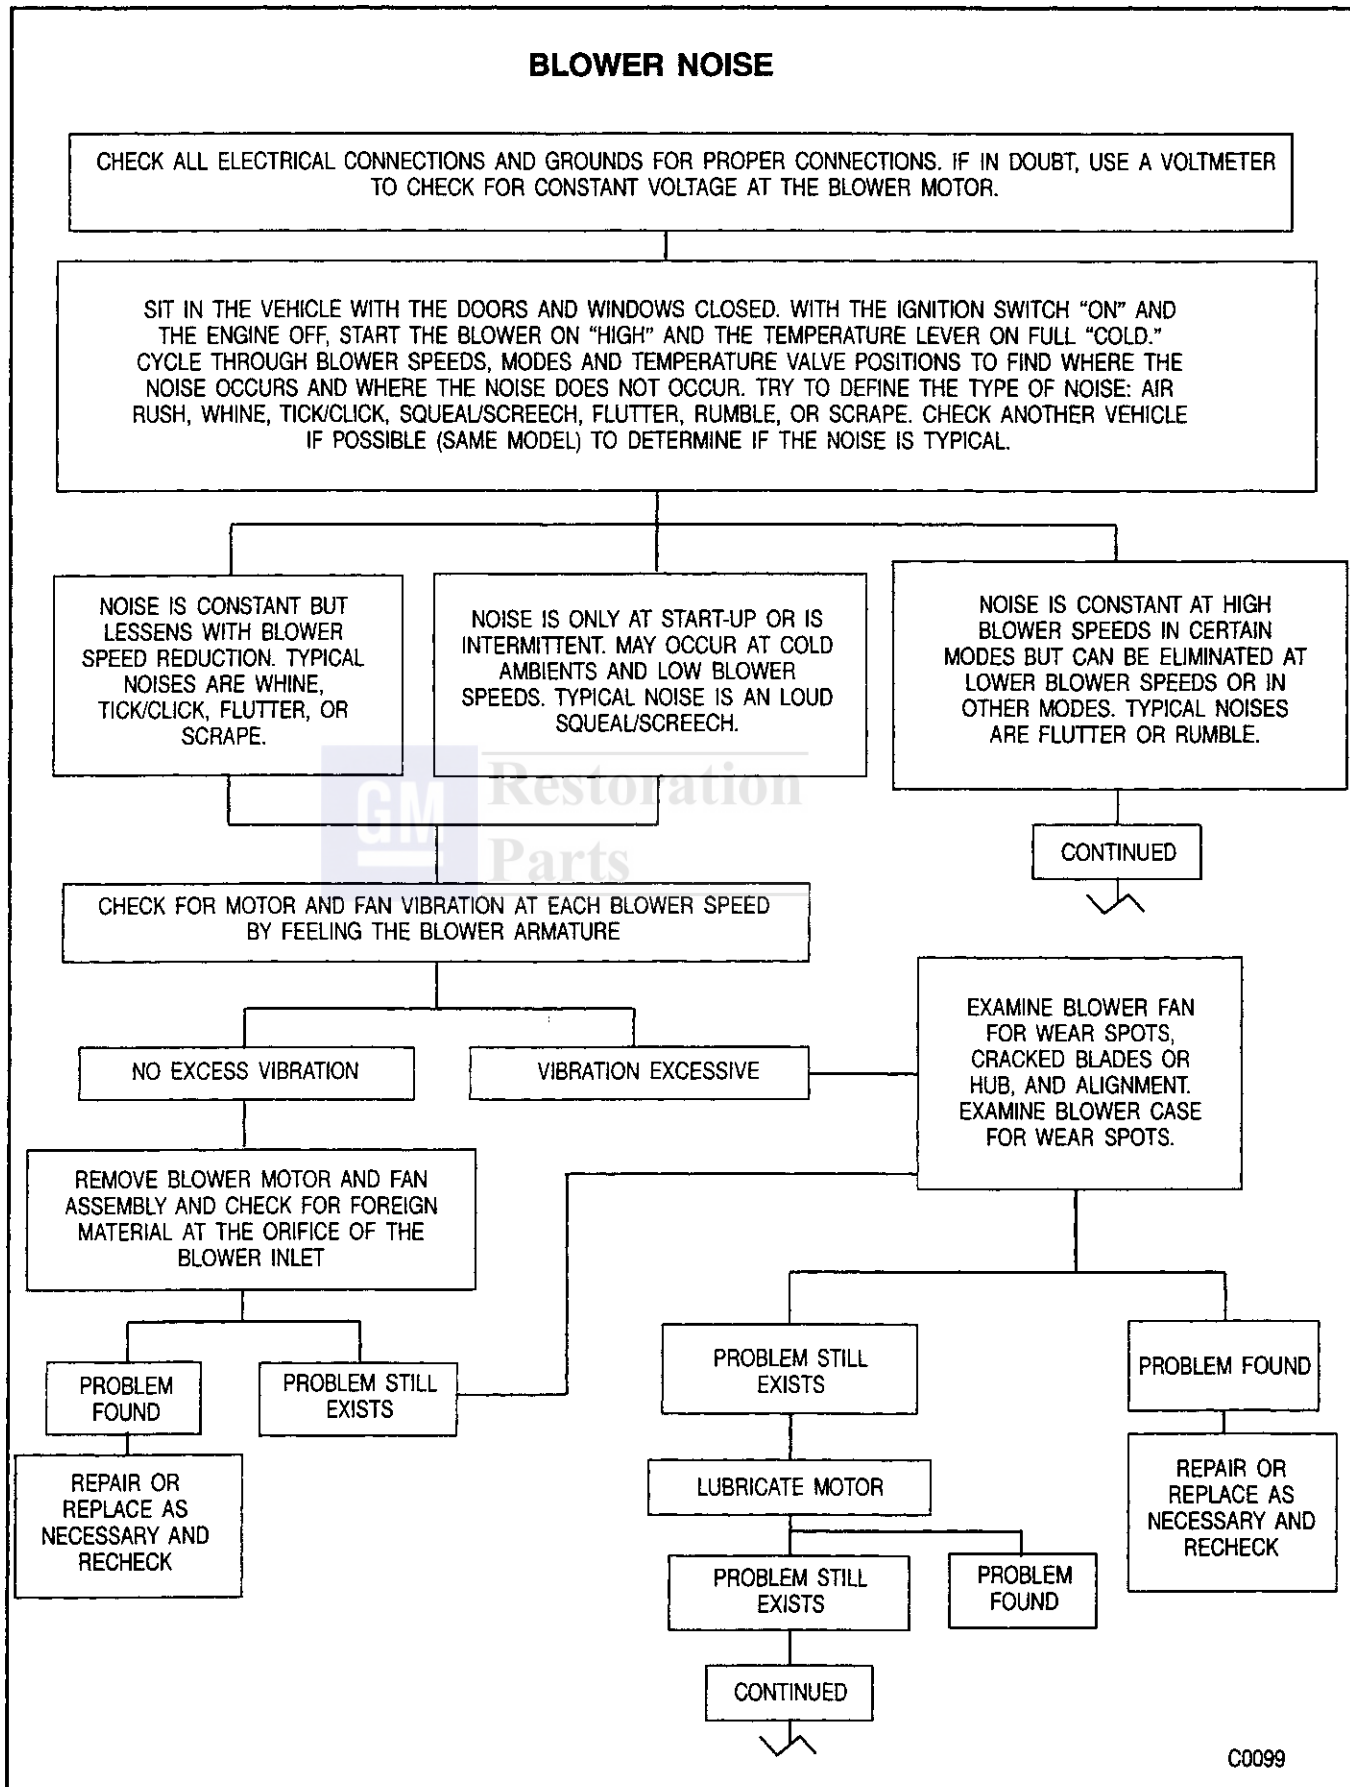 BLOWER NOISE
CHECK ALL ELECTRICAL CONNECTIONS AND GROUNDS FOR PROPER CONNECTIONS. IF IN DOUBT, USE A VOLTMETER
TO CHECK FOR CONSTANT VOLTAGE AT THE BLOWER MOTOR.
SIT IN THE VEHICLE WITH THE DOORS AND WINDOWS CLOSED. WITH THE IGNITION SWITCH “ON” AND
THE ENGINE OFF, START THE BLOWER ON “HIGH” AND THE TEMPERATURE LEVER ON FULL “COLD.”
CYCLE THROUGH BLOWER SPEEDS, MODES AND TEMPERATURE VALVE POSITIONS TO FIND WHERE THE
NOISE OCCURS AND WHERE THE NOISE DOES NOT OCCUR. TRY TO DEFINE THE TYPE OF NOISE: AIR
RUSH, WHINE, TICK/CLICK, SQUEAL/SCREECH, FLUTTER, RUMBLE, OR SCRAPE. CHECK ANOTHER VEHICLE
IF POSSIBLE (SAME MODEL) TO DETERMINE IF THE NOISE IS TYPICAL.
NOISE IS CONSTANT BUT
LESSENS WITH BLOWER
SPEED REDUCTION. TYPICAL
NOISES ARE WHINE,
TICK/CLICK, FLUTTER, OR
SCRAPE.
NOISE IS ONLY AT START-UP OR IS
INTERMITTENT. MAY OCCUR AT COLD
AMBIENTS AND LOW BLOWER
SPEEDS. TYPICAL NOISE IS AN LOUD
SQUEAL/SCREECH.
NOISE IS CONSTANT AT HIGH
BLOWER SPEEDS IN CERTAIN
MODES BUT CAN BE ELIMINATED AT
LOWER BLOWER SPEEDS OR IN
OTHER MODES. TYPICAL NOISES
ARE FLUTTER OR RUMBLE.
GM
Restoration
Parts
CONTINUED
CHECK FOR MOTOR AND FAN VIBRATION AT EACH BLOWER SPEED
BY FEELING THE BLOWER ARMATURE
NO EXCESS VIBRATION
VIBRATION EXCESSIVE
EXAMINE BLOWER FAN
FOR WEAR SPOTS,
CRACKED BLADES OR
HUB, AND ALIGNMENT.
EXAMINE BLOWER CASE
FOR WEAR SPOTS.
REMOVE BLOWER MOTOR AND FAN
ASSEMBLY AND CHECK FOR FOREIGN
MATERIAL AT THE ORIFICE OF THE
BLOWER INLET
PROBLEM
FOUND
PROBLEM STILL
EXISTS
REPAIR OR
REPLACE AS
NECESSARY AND
RECHECK
PROBLEM STILL
EXISTS
PROBLEM FOUND
LUBRICATE MOTOR
REPAIR OR
REPLACE AS
NECESSARY AND
RECHECK
PROBLEM STILL
EXISTS
PROBLEM
FOUND
CONTINUED
C0099